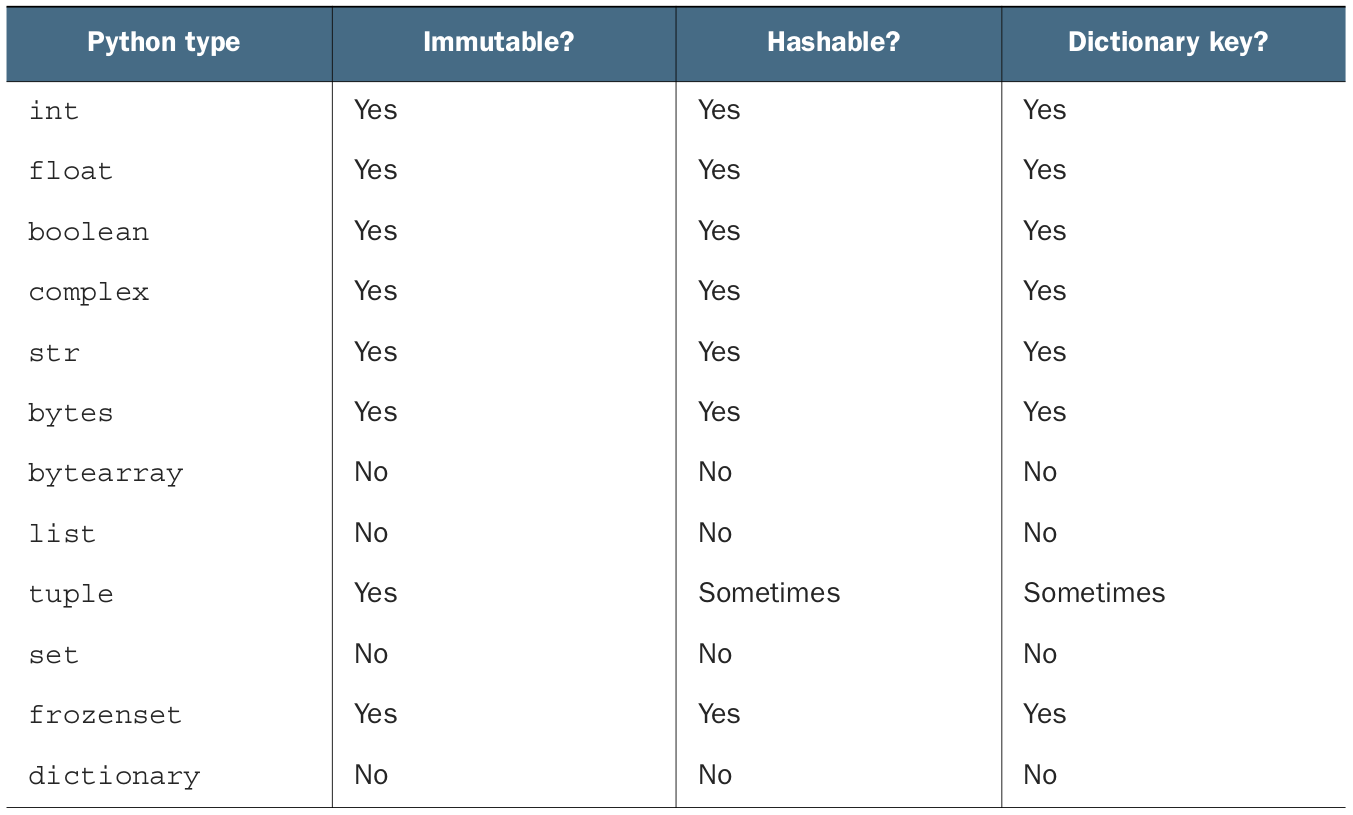 Python type Immutable? Hashable? Dictionary key?
int Yes Yes Yes
float Yes Yes Yes
boolean Yes Yes Yes
complex Yes Yes Yes
str Yes Yes Yes
bytes Yes Yes Yes
bytearray No No No
list No No No
tuple Yes Sometimes Sometimes
set No No No
frozenset Yes Yes Yes
dictionary No No No